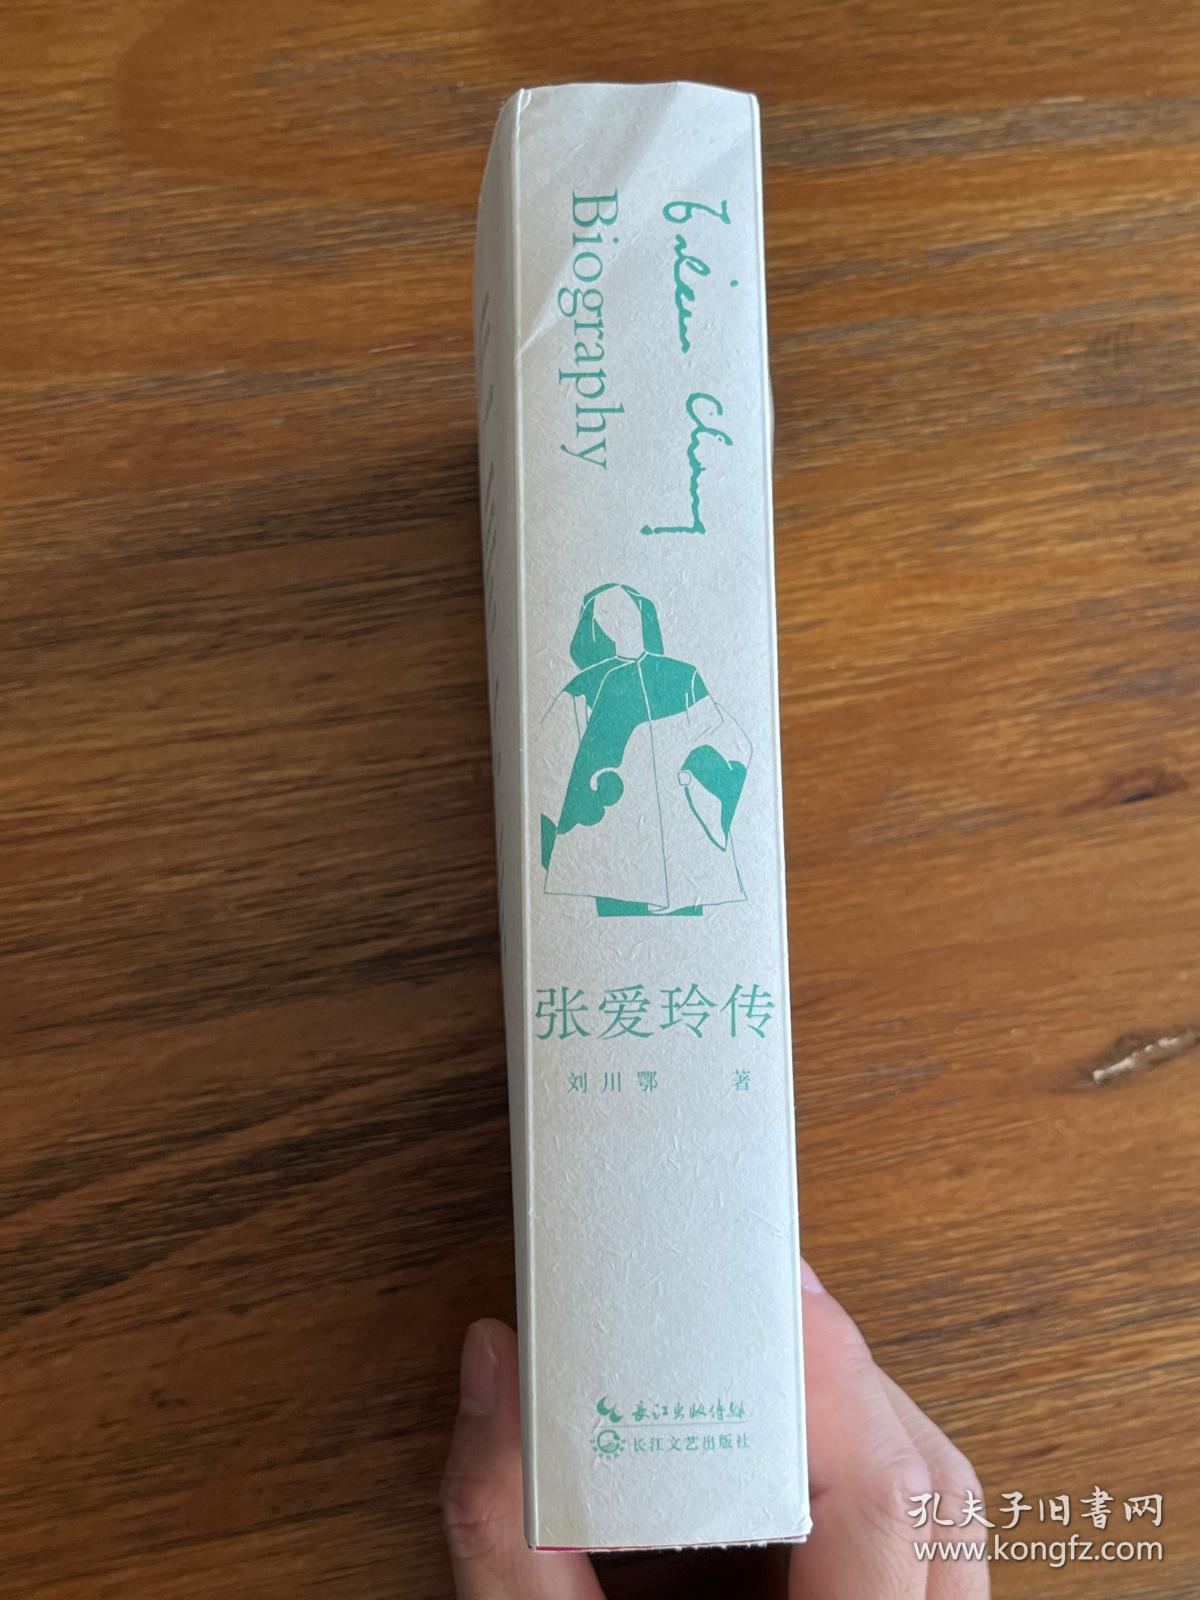 Eileen Chang
Biography
张爱玲传
刘川鄂 著
长江出版传媒
长江文艺出版社
孔夫子旧书网
www.kongfz.com